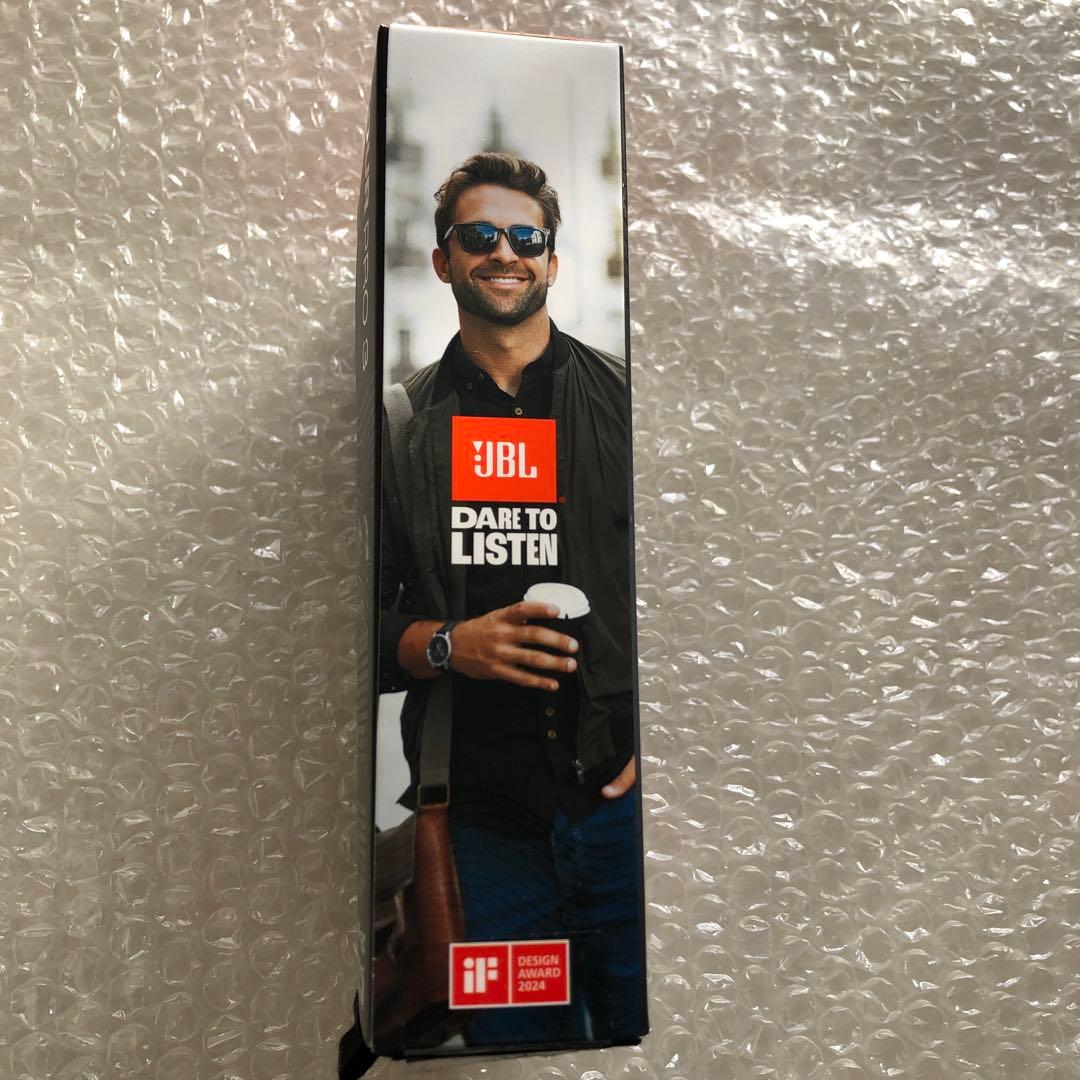 JBL
DARE TO
LISTEN
iF
DESIGN
AWARD
2024